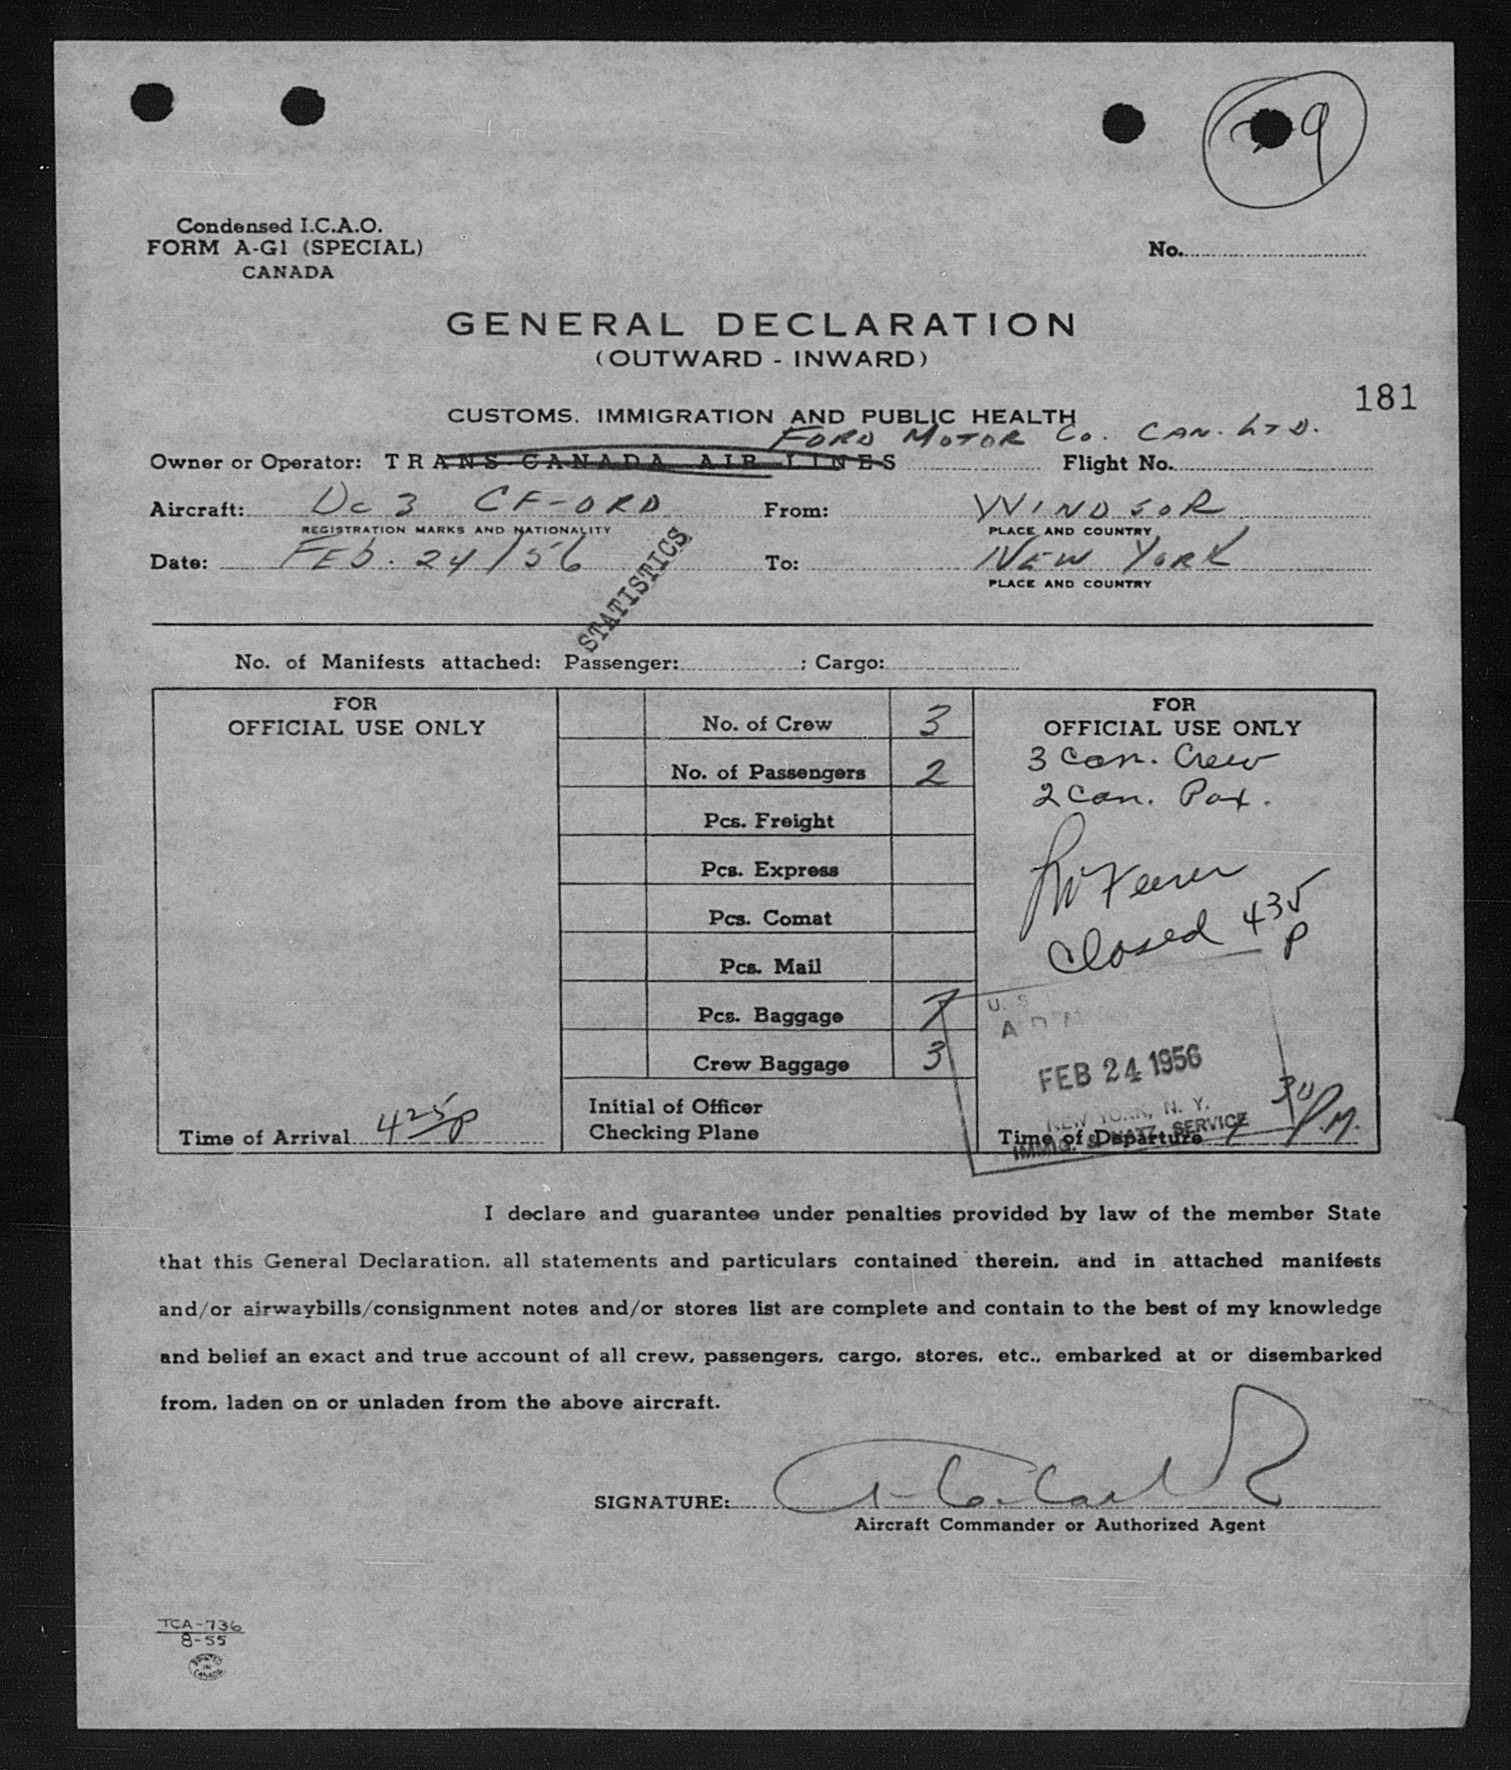 9
Condensed I.C.A.O.
FORM A-G1 (SPECIAL)
CANADA
No.
GENERAL DECLARATION
(OUTWARD - INWARD)
181
CUSTOMS. IMMIGRATION AND PUBLIC HEALTH
FORD MOTOR Co. CAN. LTD.
Owner or Operator: TRANS-CANADA AIR LINES Flight No.
Aircraft: DC 3 CF-ORD From: WINDSOR
REGISTRATION MARKS AND NATIONALITY PLACE AND COUNTRY
Date: FEB. 24/56 To: NEW YORK
PLACE AND COUNTRY
STATISTICS
No. of Manifests attached: Passenger: ; Cargo:
FOR
OFFICIAL USE ONLY
Time of Arrival 425p
No. of Crew 3
No. of Passengers 2
Pcs. Freight
Pcs. Express
Pcs. Comat
Pcs. Mail
Pcs. Baggage 7
Crew Baggage 3
Initial of Officer
Checking Plane
FOR
OFFICIAL USE ONLY
3 Can. Crew
2 Can. Pax.
Closed 435
P
U. S.
FEB 24 1956
NEW YORK, N. Y.
IMMIG. & NATZ. SERVICE
Time of Departure 30 P.M.
I declare and guarantee under penalties provided by law of the member State
that this General Declaration, all statements and particulars contained therein, and in attached manifests
and/or airwaybills/consignment notes and/or stores list are complete and contain to the best of my knowledge
and belief an exact and true account of all crew, passengers, cargo, stores, etc., embarked at or disembarked
from, laden on or unladen from the above aircraft.
SIGNATURE:
Aircraft Commander or Authorized Agent
TCA-736
8-55
PRINTED
IN
CANADA